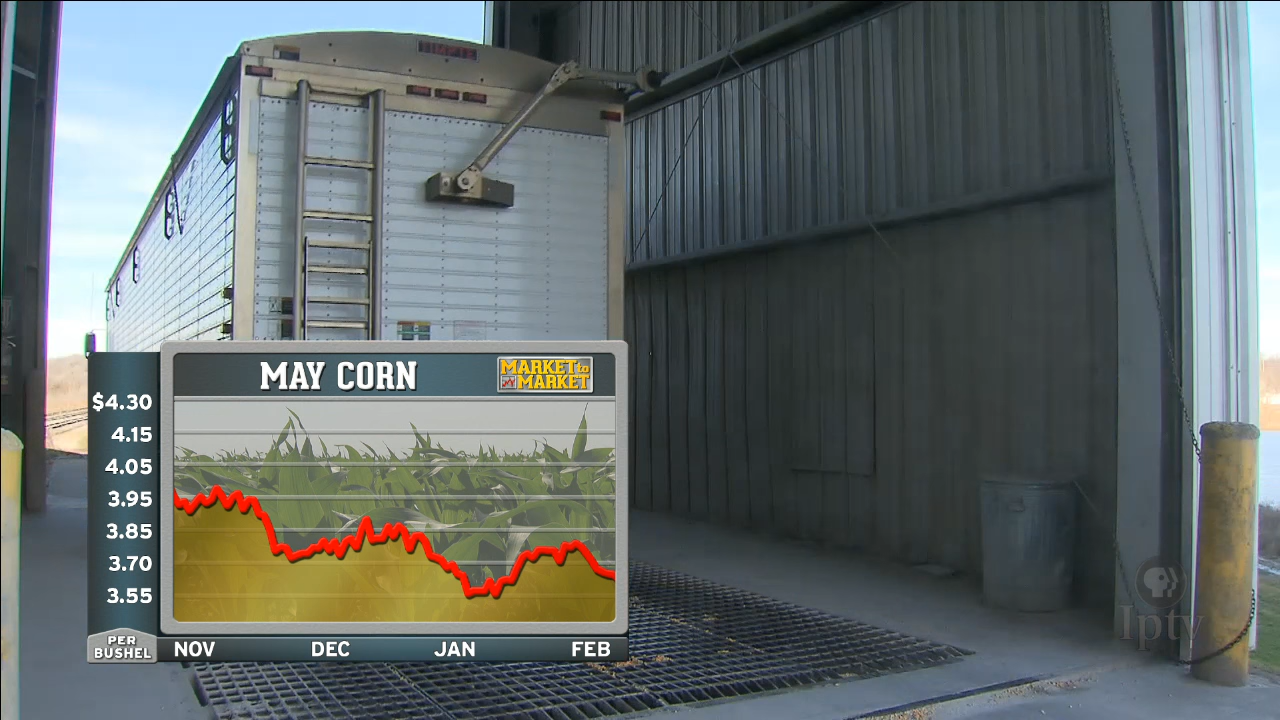 TIMPTE
MAY CORN
MARKET to
MARKET
$4.30
4.15
4.05
3.95
3.85
3.70
3.55
PER
BUSHEL
NOV DEC JAN FEB
Iptv